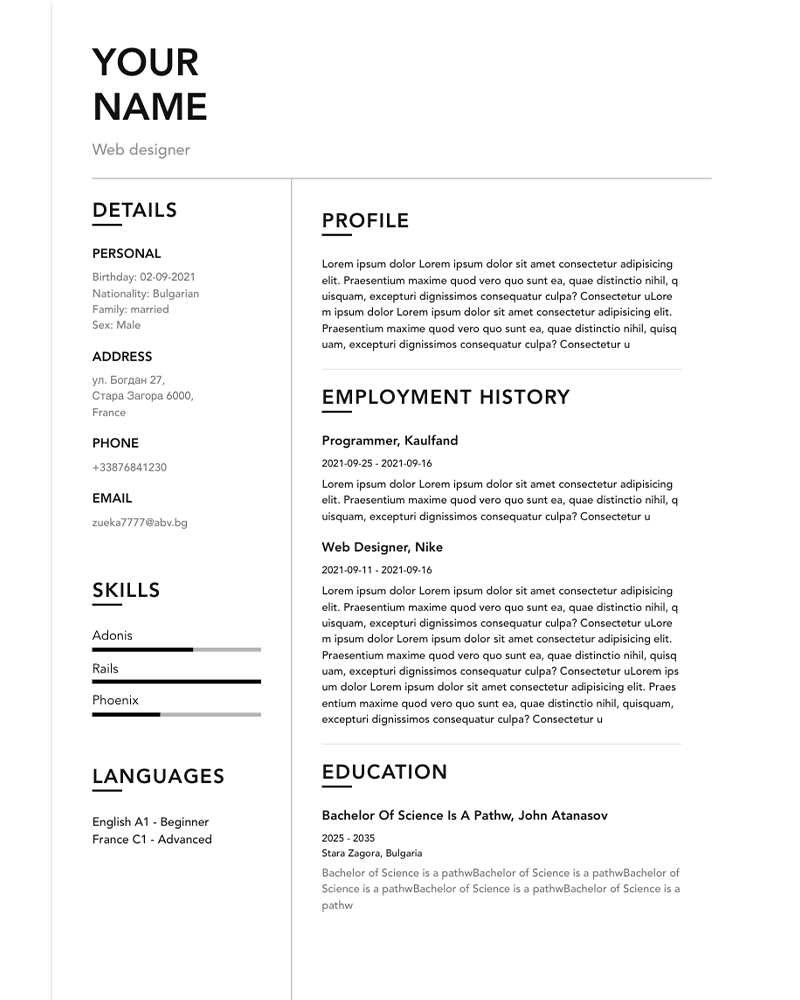 YOUR
NAME
Web designer
DETAILS
PERSONAL
Birthday: 02-09-2021
Nationality: Bulgarian
Family: married
Sex: Male
ADDRESS
ул. Богдан 27,
Стара Загора 6000,
France
PHONE
+33876841230
EMAIL
zueka7777@abv.bg
SKILLS
Adonis
Rails
Phoenix
LANGUAGES
English A1 - Beginner
France C1 - Advanced
PROFILE
Lorem ipsum dolor Lorem ipsum dolor sit amet consectetur adipisicing
elit. Praesentium maxime quod vero quo sunt ea, quae distinctio nihil, q
uisquam, excepturi dignissimos consequatur culpa? Consectetur uLore
m ipsum dolor Lorem ipsum dolor sit amet consectetur adipisicing elit.
Praesentium maxime quod vero quo sunt ea, quae distinctio nihil, quisq
uam, excepturi dignissimos consequatur culpa? Consectetur u
EMPLOYMENT HISTORY
Programmer, Kaulfand
2021-09-25 - 2021-09-16
Lorem ipsum dolor Lorem ipsum dolor sit amet consectetur adipisicing
elit. Praesentium maxime quod vero quo sunt ea, quae distinctio nihil, q
uisquam, excepturi dignissimos consequatur culpa? Consectetur u
Web Designer, Nike
2021-09-11 - 2021-09-16
Lorem ipsum dolor Lorem ipsum dolor sit amet consectetur adipisicing
elit. Praesentium maxime quod vero quo sunt ea, quae distinctio nihil, q
uisquam, excepturi dignissimos consequatur culpa? Consectetur uLore
m ipsum dolor Lorem ipsum dolor sit amet consectetur adipisicing elit.
Praesentium maxime quod vero quo sunt ea, quae distinctio nihil, quisq
uam, excepturi dignissimos consequatur culpa? Consectetur uLorem ips
um dolor Lorem ipsum dolor sit amet consectetur adipisicing elit. Praes
entium maxime quod vero quo sunt ea, quae distinctio nihil, quisquam,
excepturi dignissimos consequatur culpa? Consectetur u
EDUCATION
Bachelor Of Science Is A Pathw, John Atanasov
2025 - 2035
Stara Zagora, Bulgaria
Bachelor of Science is a pathwBachelor of Science is a pathwBachelor of
Science is a pathwBachelor of Science is a pathwBachelor of Science is a
pathw